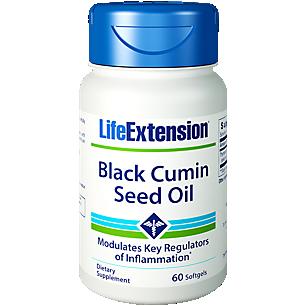 LifeExtension®
Black Cumin
Seed Oil
Modulates Key Regulators
of Inflammation*
Dietary
Supplement
60 Softgels